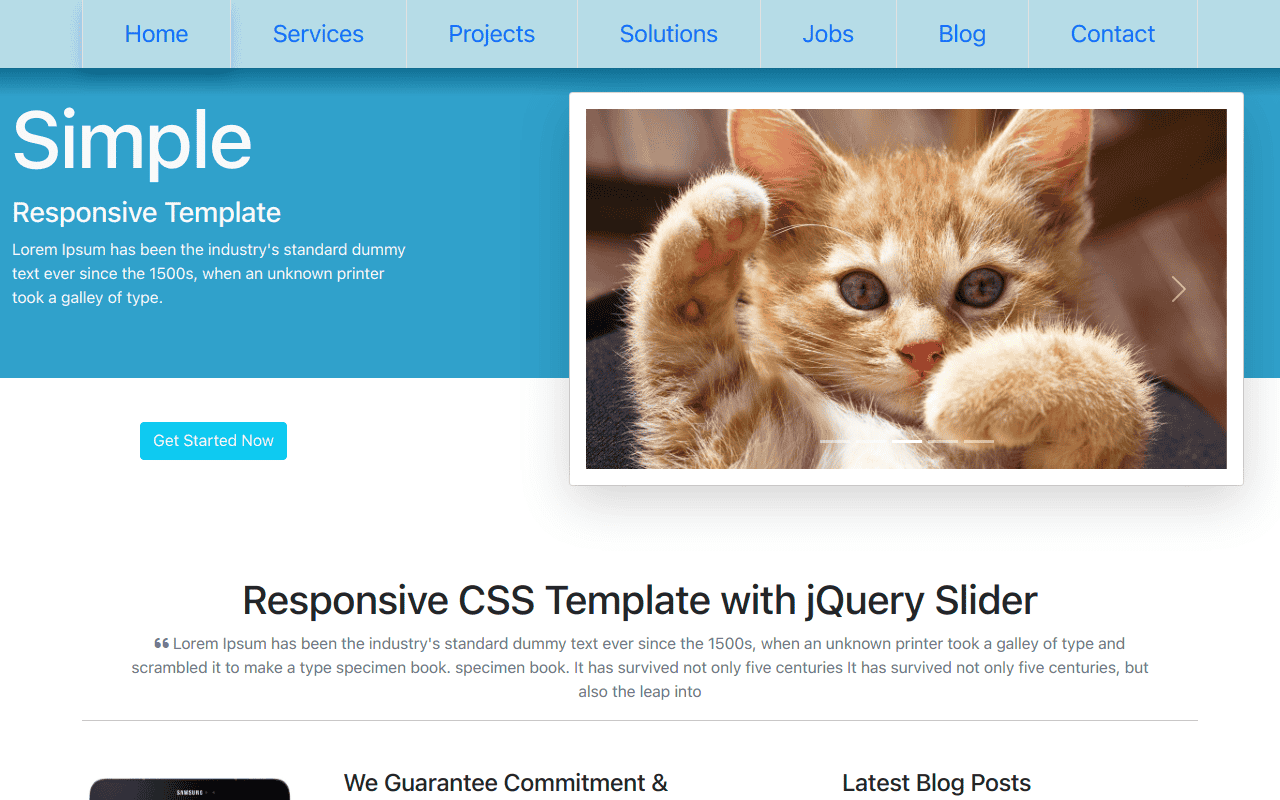 Home Services Projects Solutions Jobs Blog Contact
Simple
Responsive Template
Lorem Ipsum has been the industry's standard dummy
text ever since the 1500s, when an unknown printer
took a galley of type.
Get Started Now
Responsive CSS Template with jQuery Slider
❝ Lorem Ipsum has been the industry's standard dummy text ever since the 1500s, when an unknown printer took a galley of type and
scrambled it to make a type specimen book. specimen book. It has survived not only five centuries It has survived not only five centuries, but
also the leap into
SAMSUNG
We Guarantee Commitment &
Latest Blog Posts